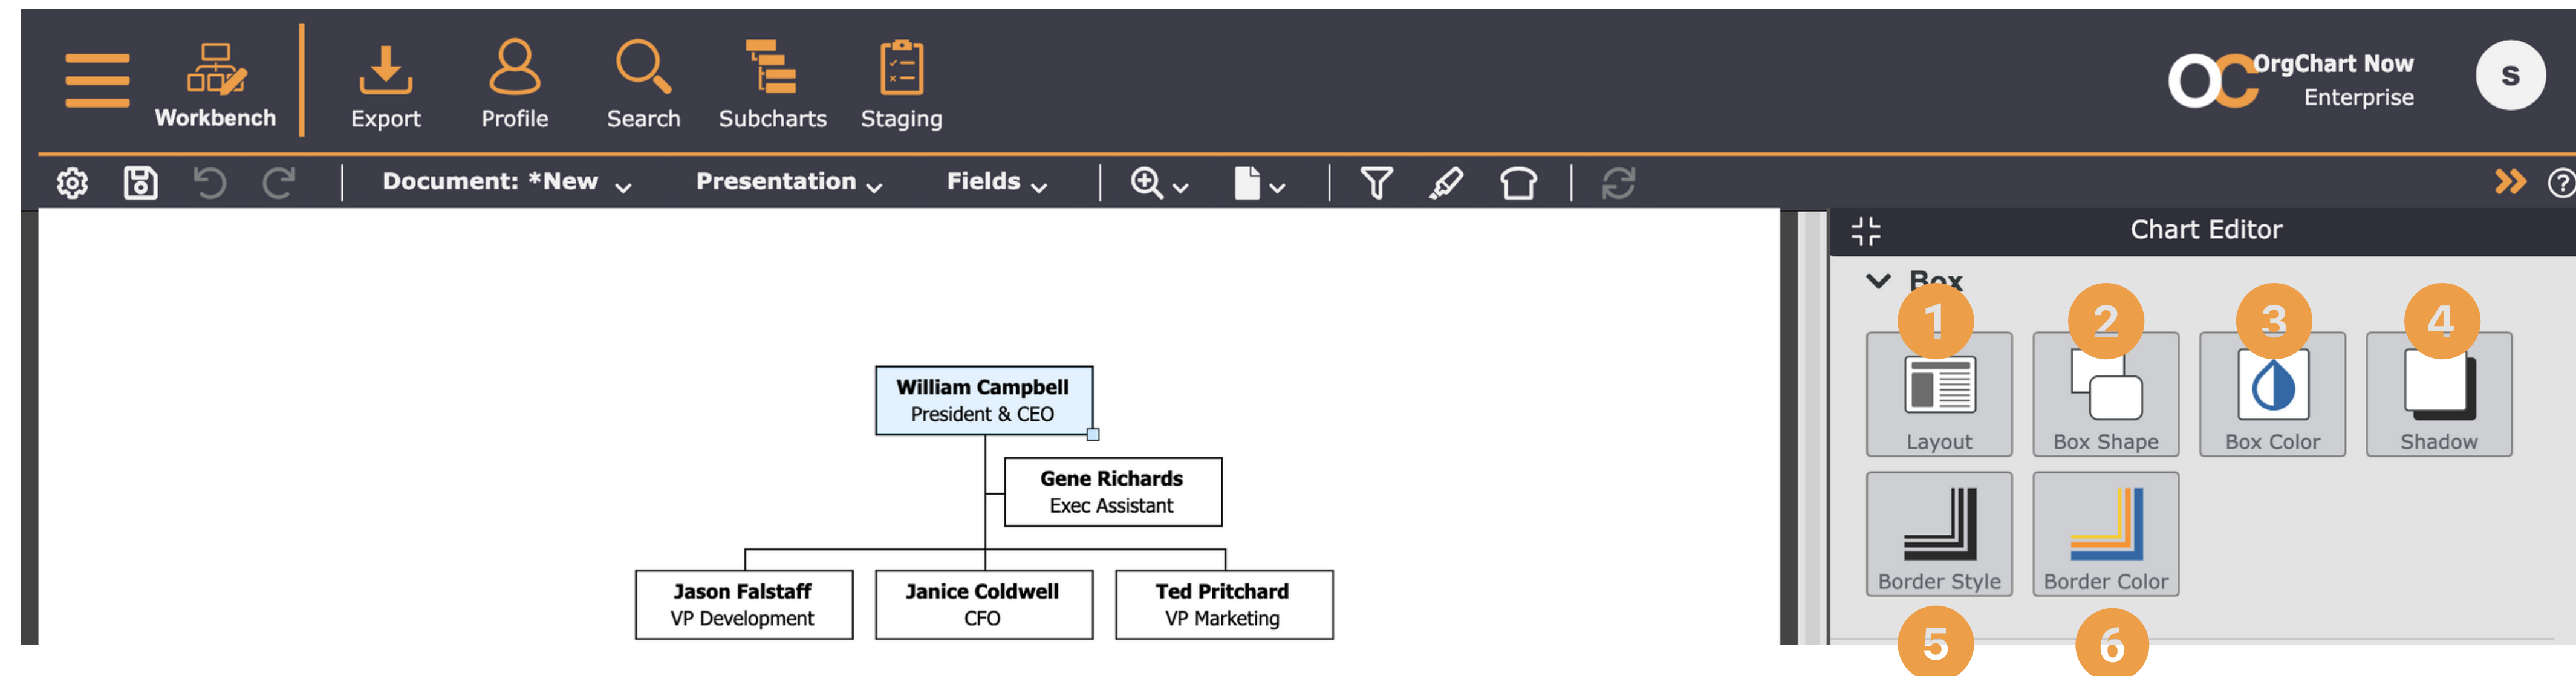 Workbench
Export
Profile
Search
Subcharts
Staging
OC OrgChart Now
Enterprise
S
Document: *New
Presentation
Fields
?
Chart Editor
Box
1
2
3
4
Layout
Box Shape
Box Color
Shadow
Border Style
Border Color
5
6
William Campbell
President & CEO
Gene Richards
Exec Assistant
Jason Falstaff
VP Development
Janice Coldwell
CFO
Ted Pritchard
VP Marketing